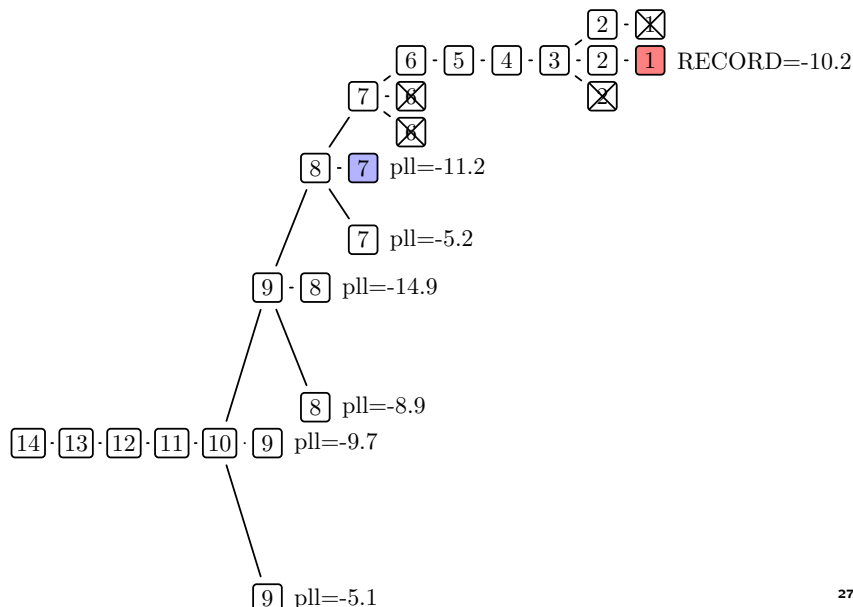 2 1
6 5 4 3 2 1 RECORD=-10.2
7 6 2
6
8 7 pll=-11.2
7 pll=-5.2
9 8 pll=-14.9
8 pll=-8.9
14 13 12 11 10 9 pll=-9.7
9 pll=-5.1
27